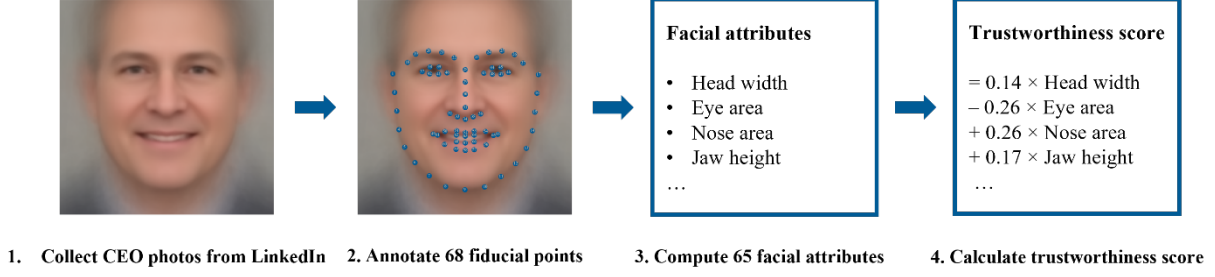 Facial attributes
• Head width
• Eye area
• Nose area
• Jaw height
…
Trustworthiness score
= 0.14 × Head width
– 0.26 × Eye area
+ 0.26 × Nose area
+ 0.17 × Jaw height
…
1. Collect CEO photos from LinkedIn
2. Annotate 68 fiducial points
3. Compute 65 facial attributes
4. Calculate trustworthiness score